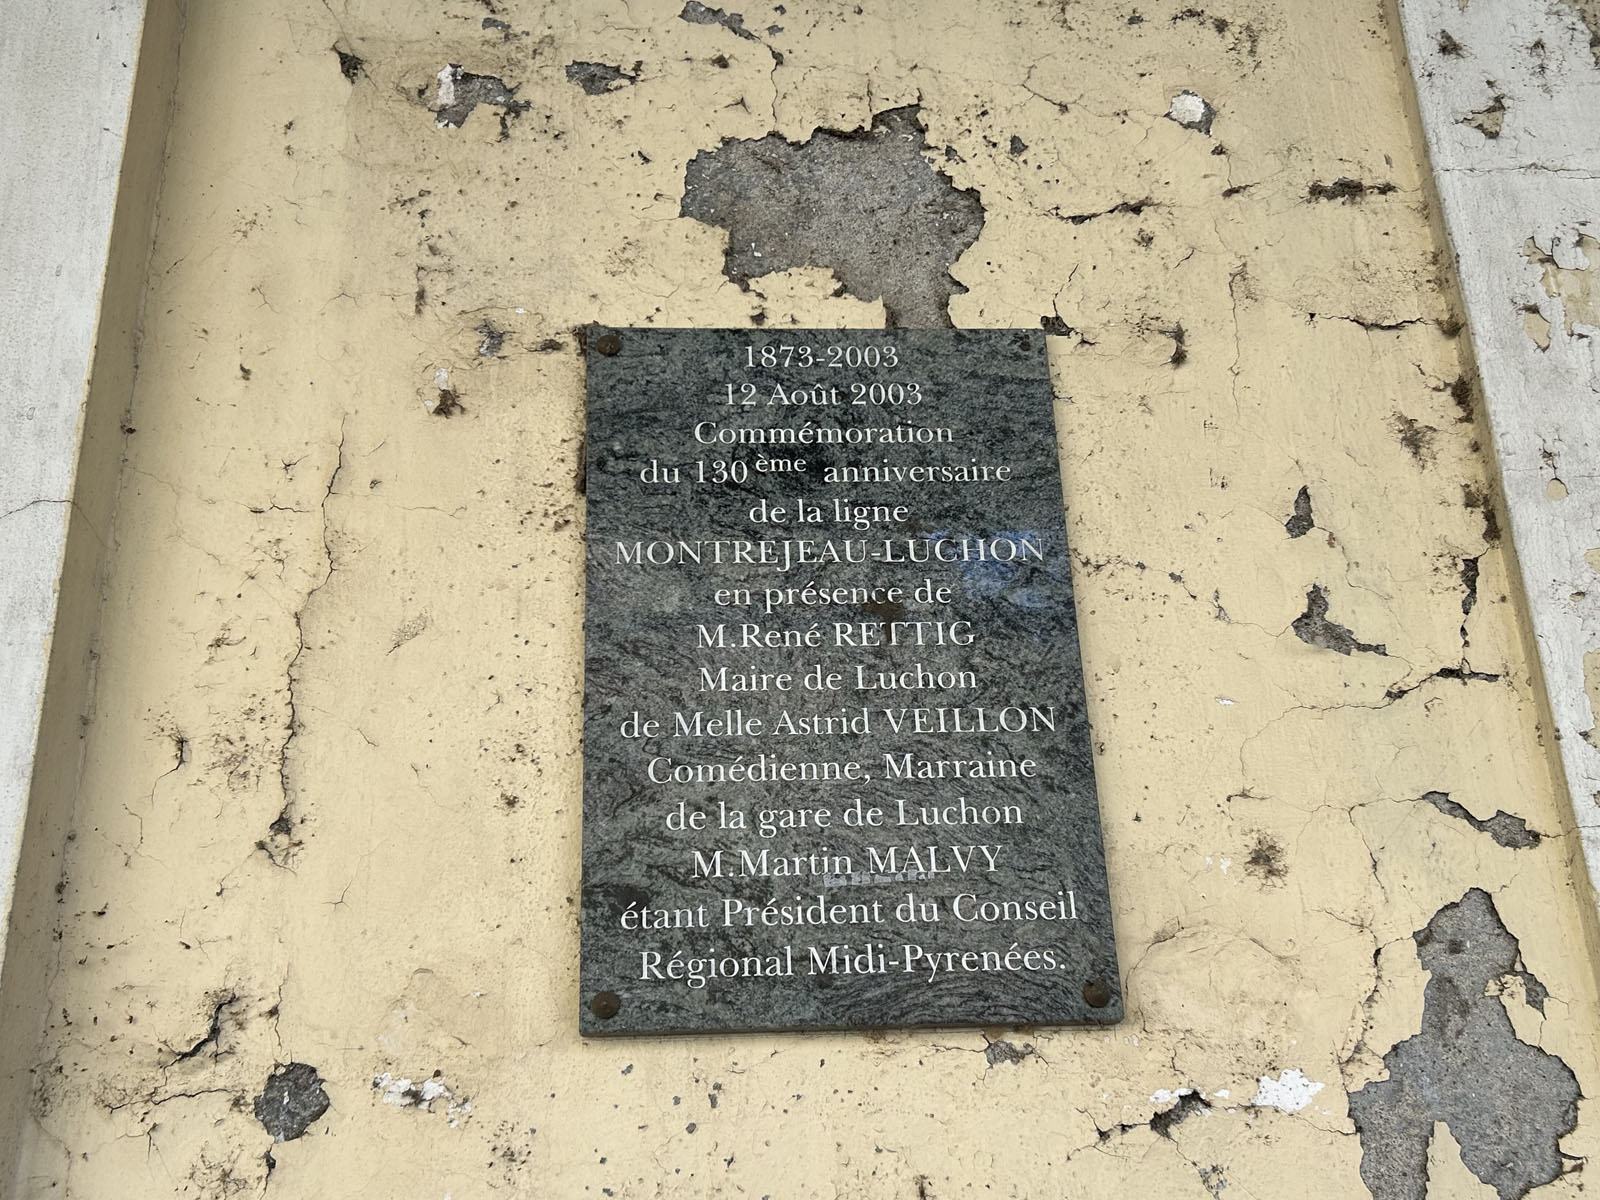 1873-2003
12 Août 2003
Commémoration
du 130ème anniversaire
de la ligne
MONTREJEAU-LUCHON
en présence de
M.René RETTIG
Maire de Luchon
de Melle Astrid VEILLON
Comédienne, Marraine
de la gare de Luchon
M.Martin MALVY
étant Président du Conseil
Régional Midi-Pyrenées.